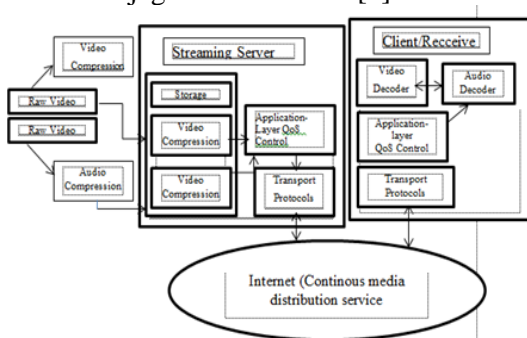 Streaming Server
Client/Recceive
Video
Compression
Raw Video
Raw Video
Audio
Compression
Storage
Video
Compression
Video
Compression
Application-
Layer QoS
Control
Transport
Protocols
Video
Decoder
Audio
Decoder
Application-
layer
QoS Control
Transport
Protocols
Internet (Continous media
distribution service